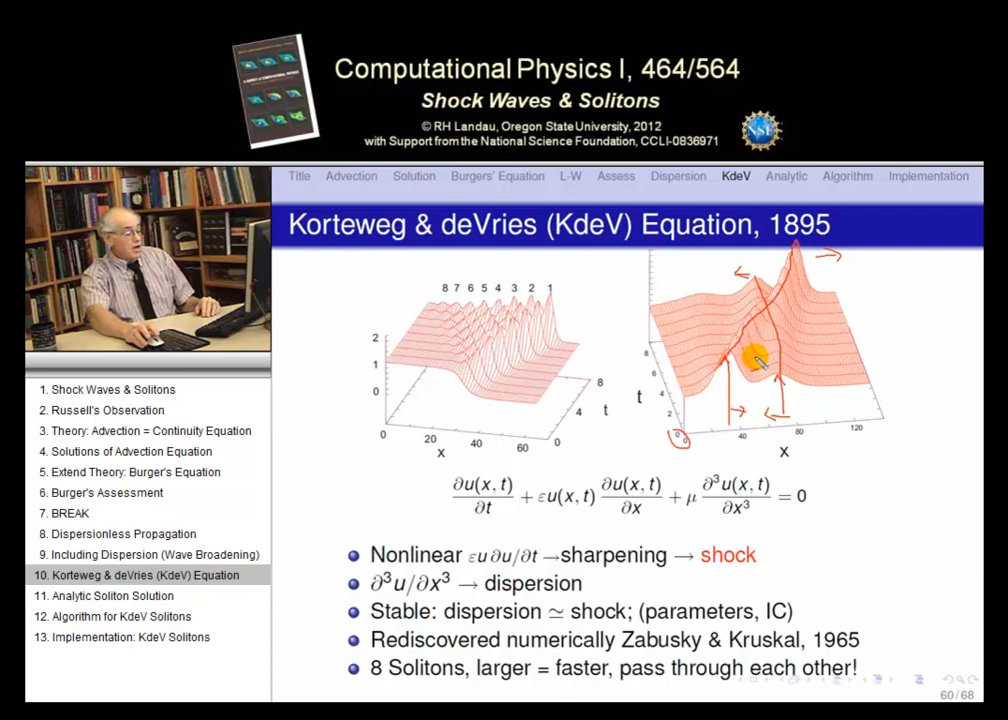 Computational Physics I, 464/564
Shock Waves & Solitons
© RH Landau, Oregon State University, 2012
with Support from the National Science Foundation, CCLI-0836971
NSF
Title Advection Solution Burgers' Equation L-W Assess Dispersion KdeV Analytic Algorithm Implementation
Korteweg & deVries (KdeV) Equation, 1895
8 7 6 5 4 3 2 1
2
1
0
0 20 40 60
x
0 4 8
t
8
6
4
2
0
t
0 40 80 120
x
∂u(x, t)/∂t + εu(x, t) ∂u(x, t)/∂x + μ ∂³u(x, t)/∂x³ = 0
Nonlinear εu ∂u/∂t → sharpening → shock
∂³u/∂x³ → dispersion
Stable: dispersion ≃ shock; (parameters, IC)
Rediscovered numerically Zabusky & Kruskal, 1965
8 Solitons, larger = faster, pass through each other!
60/68
1. Shock Waves & Solitons
2. Russell's Observation
3. Theory: Advection = Continuity Equation
4. Solutions of Advection Equation
5. Extend Theory: Burger's Equation
6. Burger's Assessment
7. BREAK
8. Dispersionless Propagation
9. Including Dispersion (Wave Broadening)
10. Korteweg & deVries (KdeV) Equation
11. Analytic Soliton Solution
12. Algorithm for KdeV Solitons
13. Implementation: KdeV Solitons